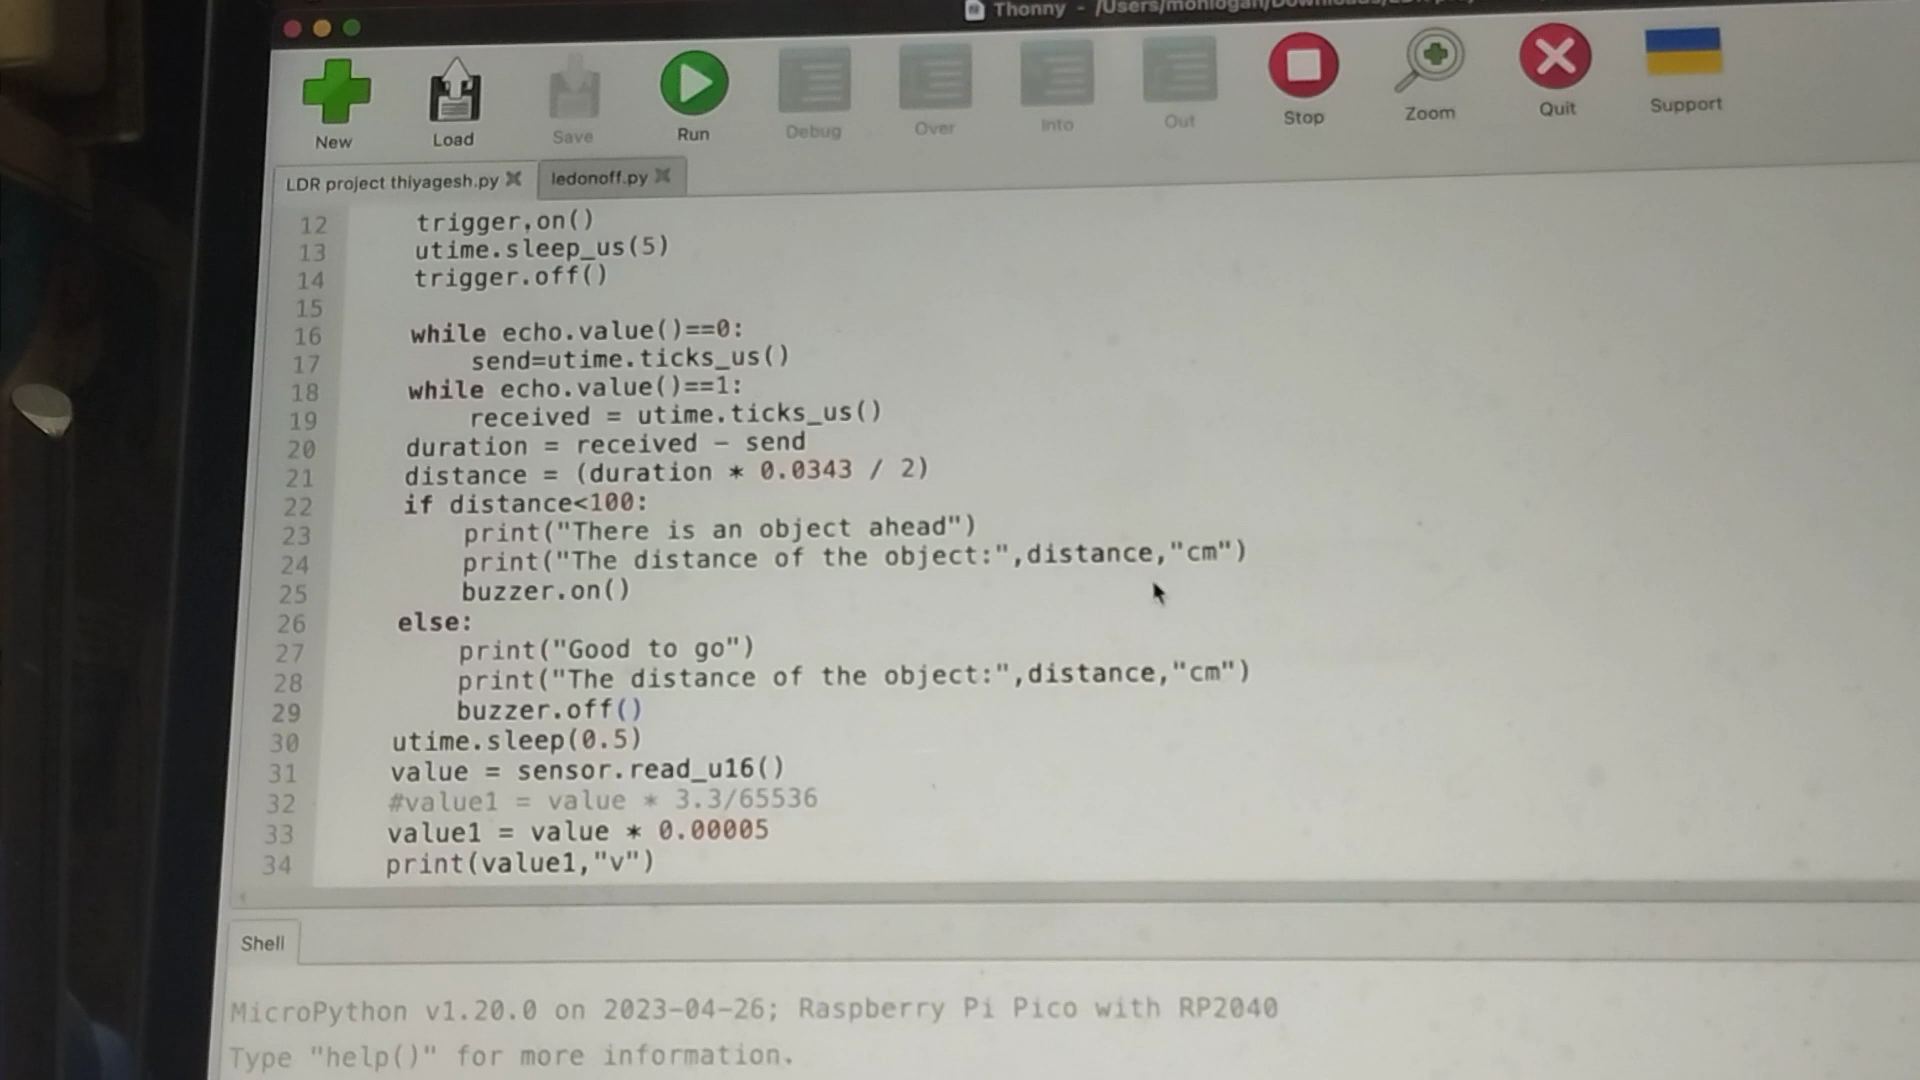 Thonny - /Users/
New Load Save Run Debug Over Into Out Stop Zoom Quit Support
LDR project thiyagesh.py ledonoff.py
12 trigger.on()
13 utime.sleep_us(5)
14 trigger.off()
15
16 while echo.value()==0:
17 send=utime.ticks_us()
18 while echo.value()==1:
19 received = utime.ticks_us()
20 duration = received - send
21 distance = (duration * 0.0343 / 2)
22 if distance<100:
23 print("There is an object ahead")
24 print("The distance of the object:",distance,"cm")
25 buzzer.on()
26 else:
27 print("Good to go")
28 print("The distance of the object:",distance,"cm")
29 buzzer.off()
30 utime.sleep(0.5)
31 value = sensor.read_u16()
32 #value1 = value * 3.3/65536
33 value1 = value * 0.00005
34 print(value1,"v")
Shell
MicroPython v1.20.0 on 2023-04-26; Raspberry Pi Pico with RP2040
Type "help()" for more information.